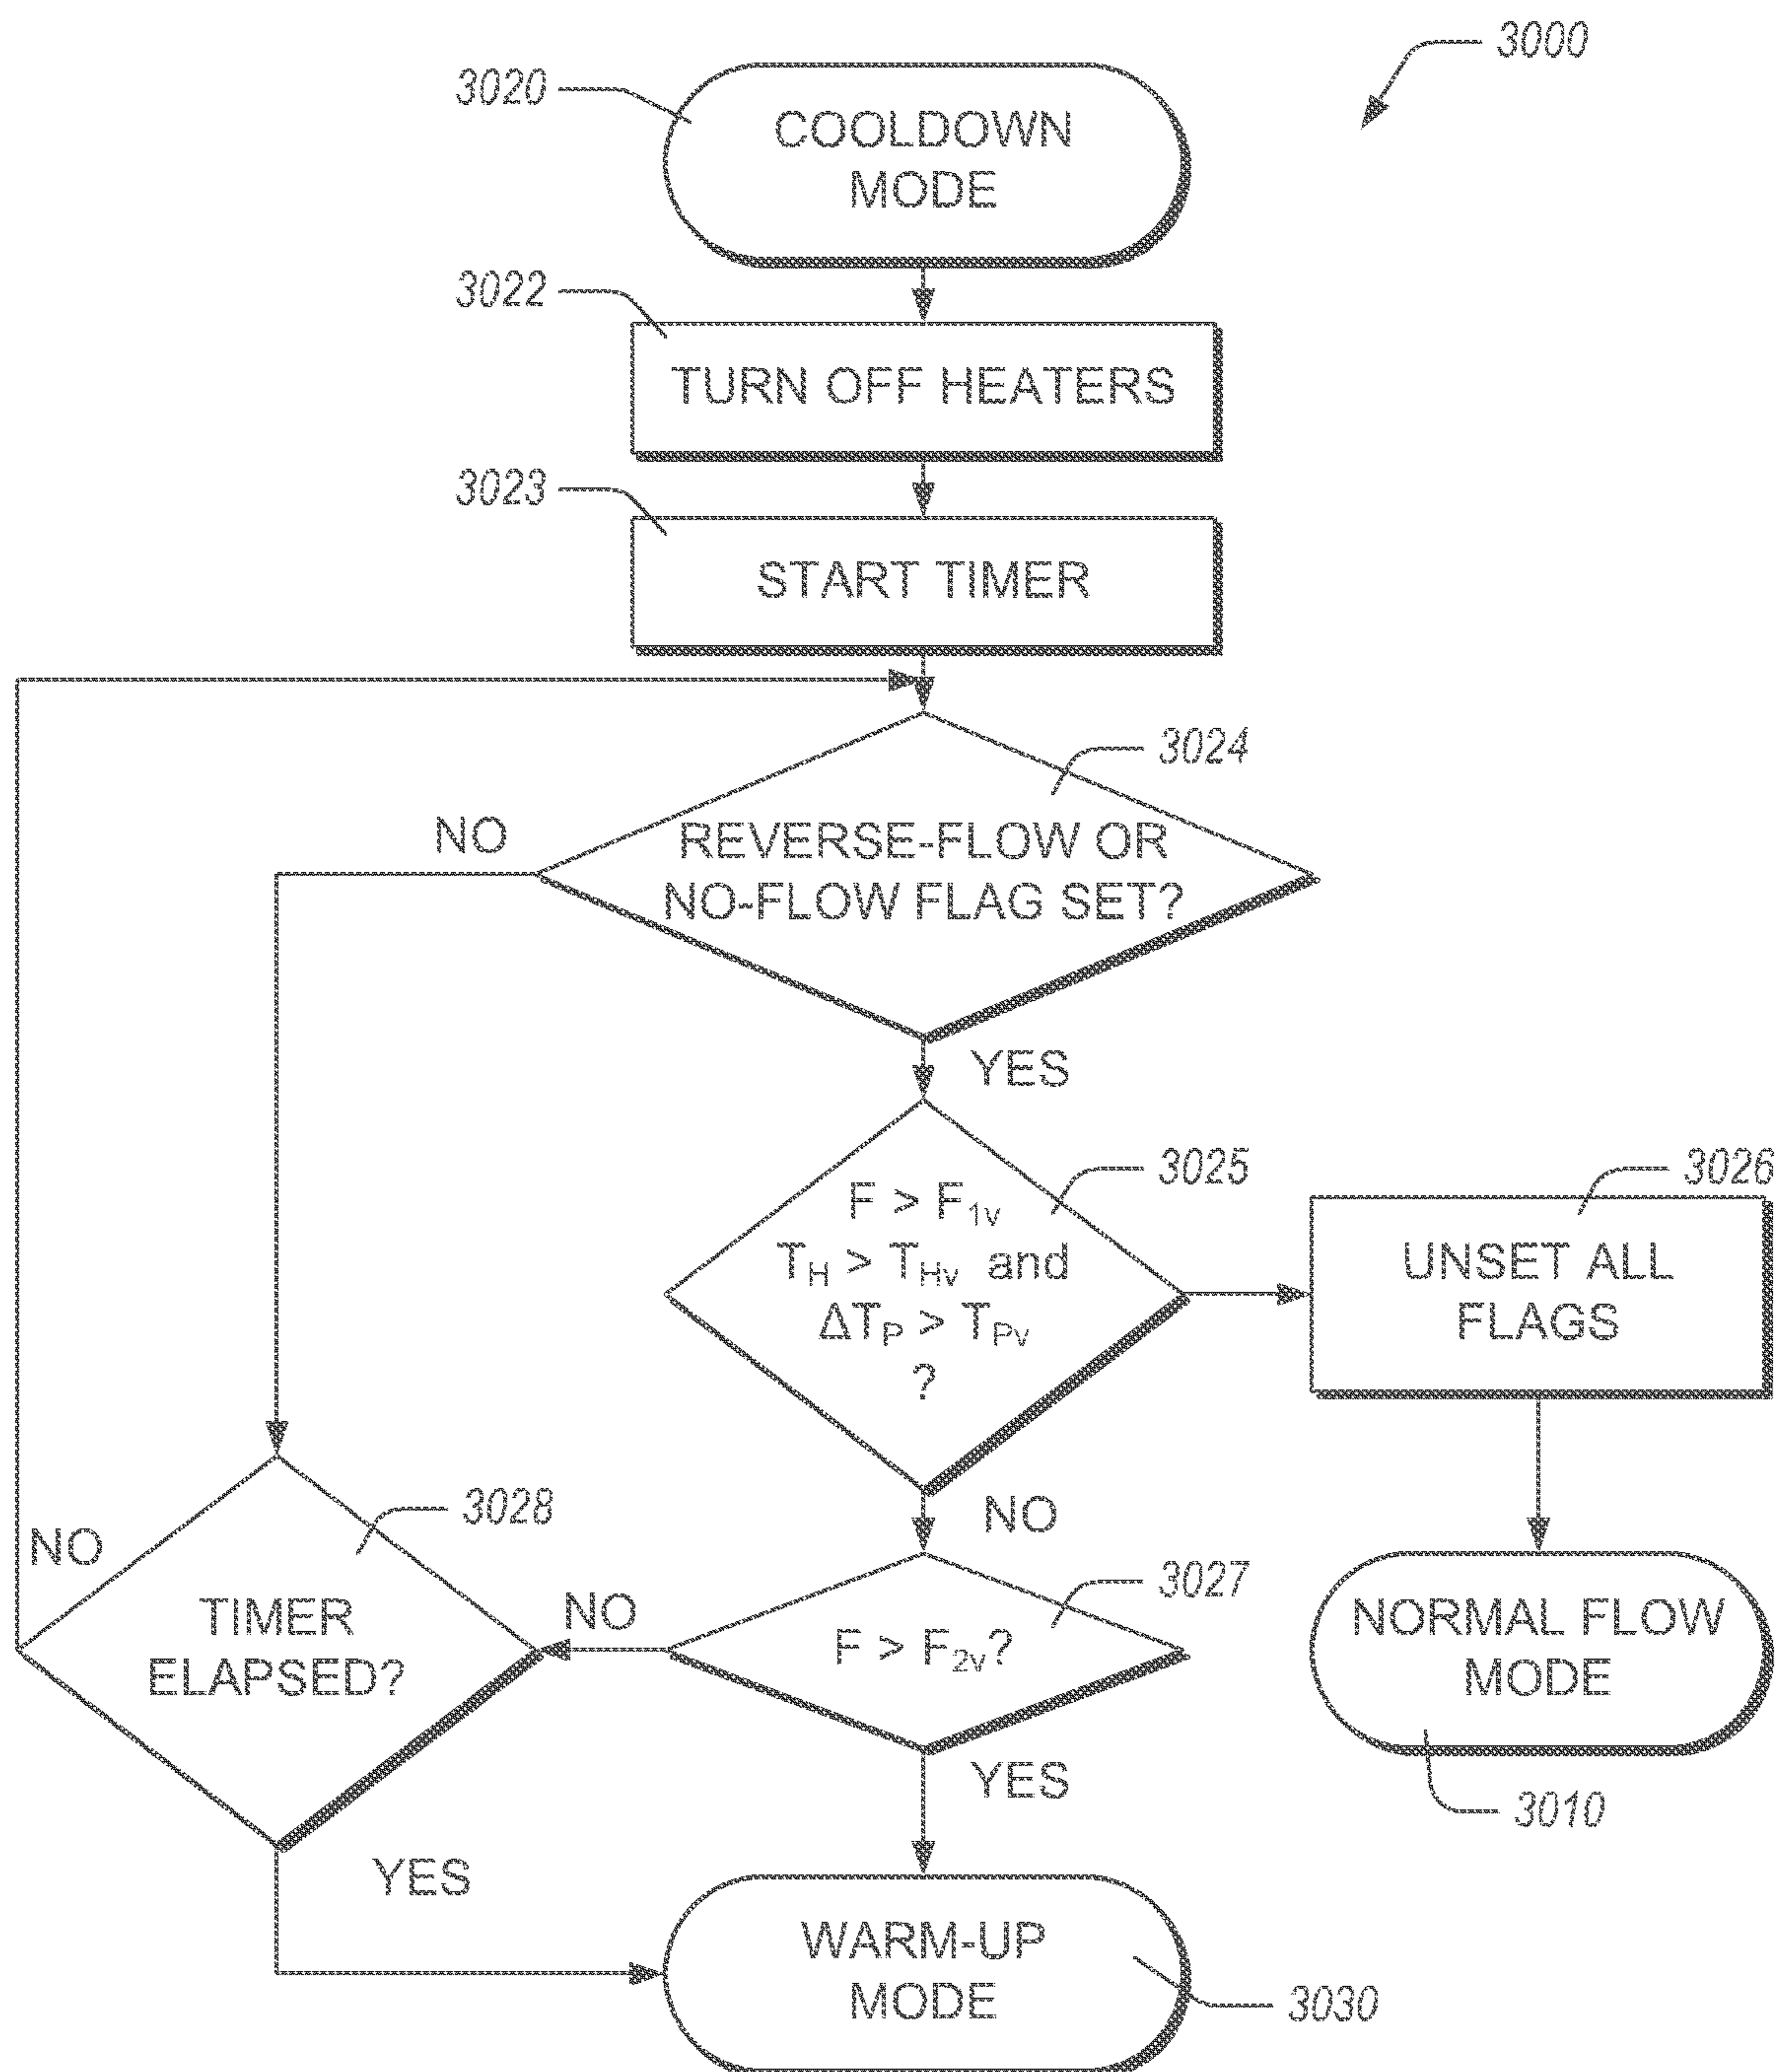 3000
3020
COOLDOWN
MODE
3022
TURN OFF HEATERS
3023
START TIMER
3024
NO
REVERSE-FLOW OR
NO-FLOW FLAG SET?
YES
3025
3026
F > F1v
TH > THv and
ΔTP > TPv
?
UNSET ALL
FLAGS
NO
3028
NO
3027
TIMER
ELAPSED?
NO
F > F2v?
NORMAL FLOW
MODE
YES
3010
YES
WARM-UP
MODE
3030